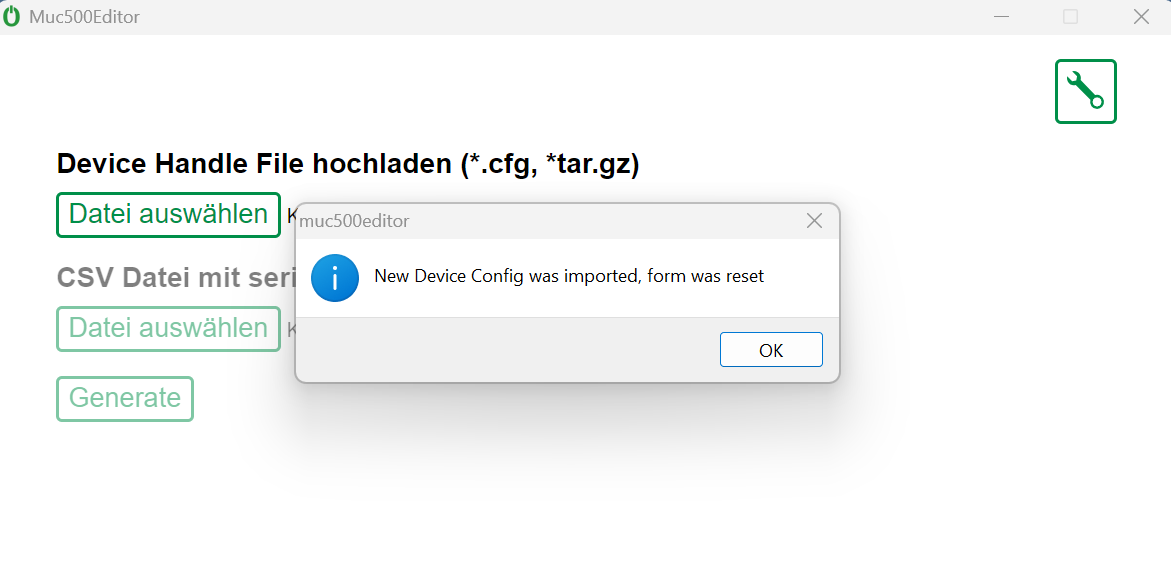 Muc500Editor
Device Handle File hochladen (*.cfg, *tar.gz)
Datei auswählen K
muc500editor
New Device Config was imported, form was reset
OK
CSV Datei mit seri
Datei auswählen K
Generate